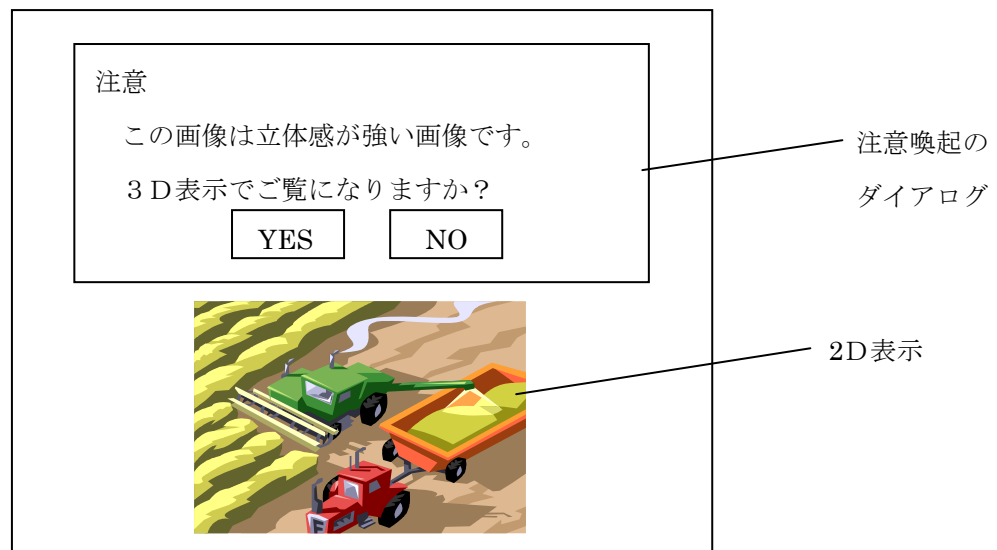 注意
この画像は立体感が強い画像です。
３Ｄ表示でご覧になりますか？
YES NO
注意喚起の
ダイアログ
2Ｄ表示